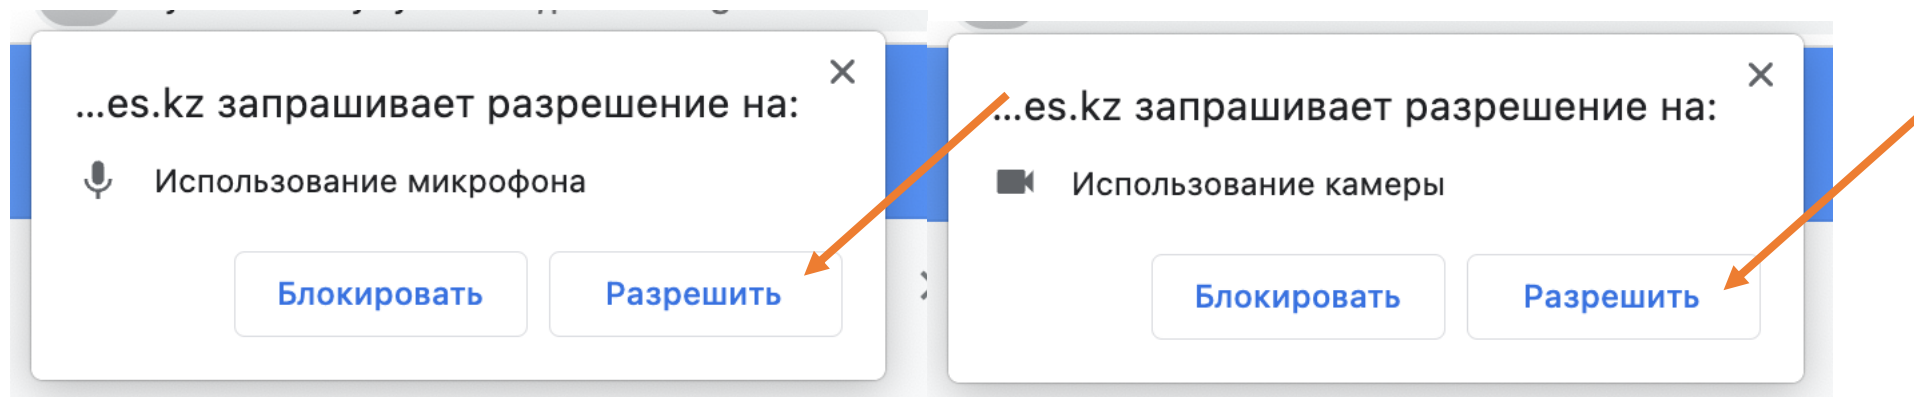 ...es.kz запрашивает разрешение на:
Использование микрофона
Блокировать
Разрешить
...es.kz запрашивает разрешение на:
Использование камеры
Блокировать
Разрешить